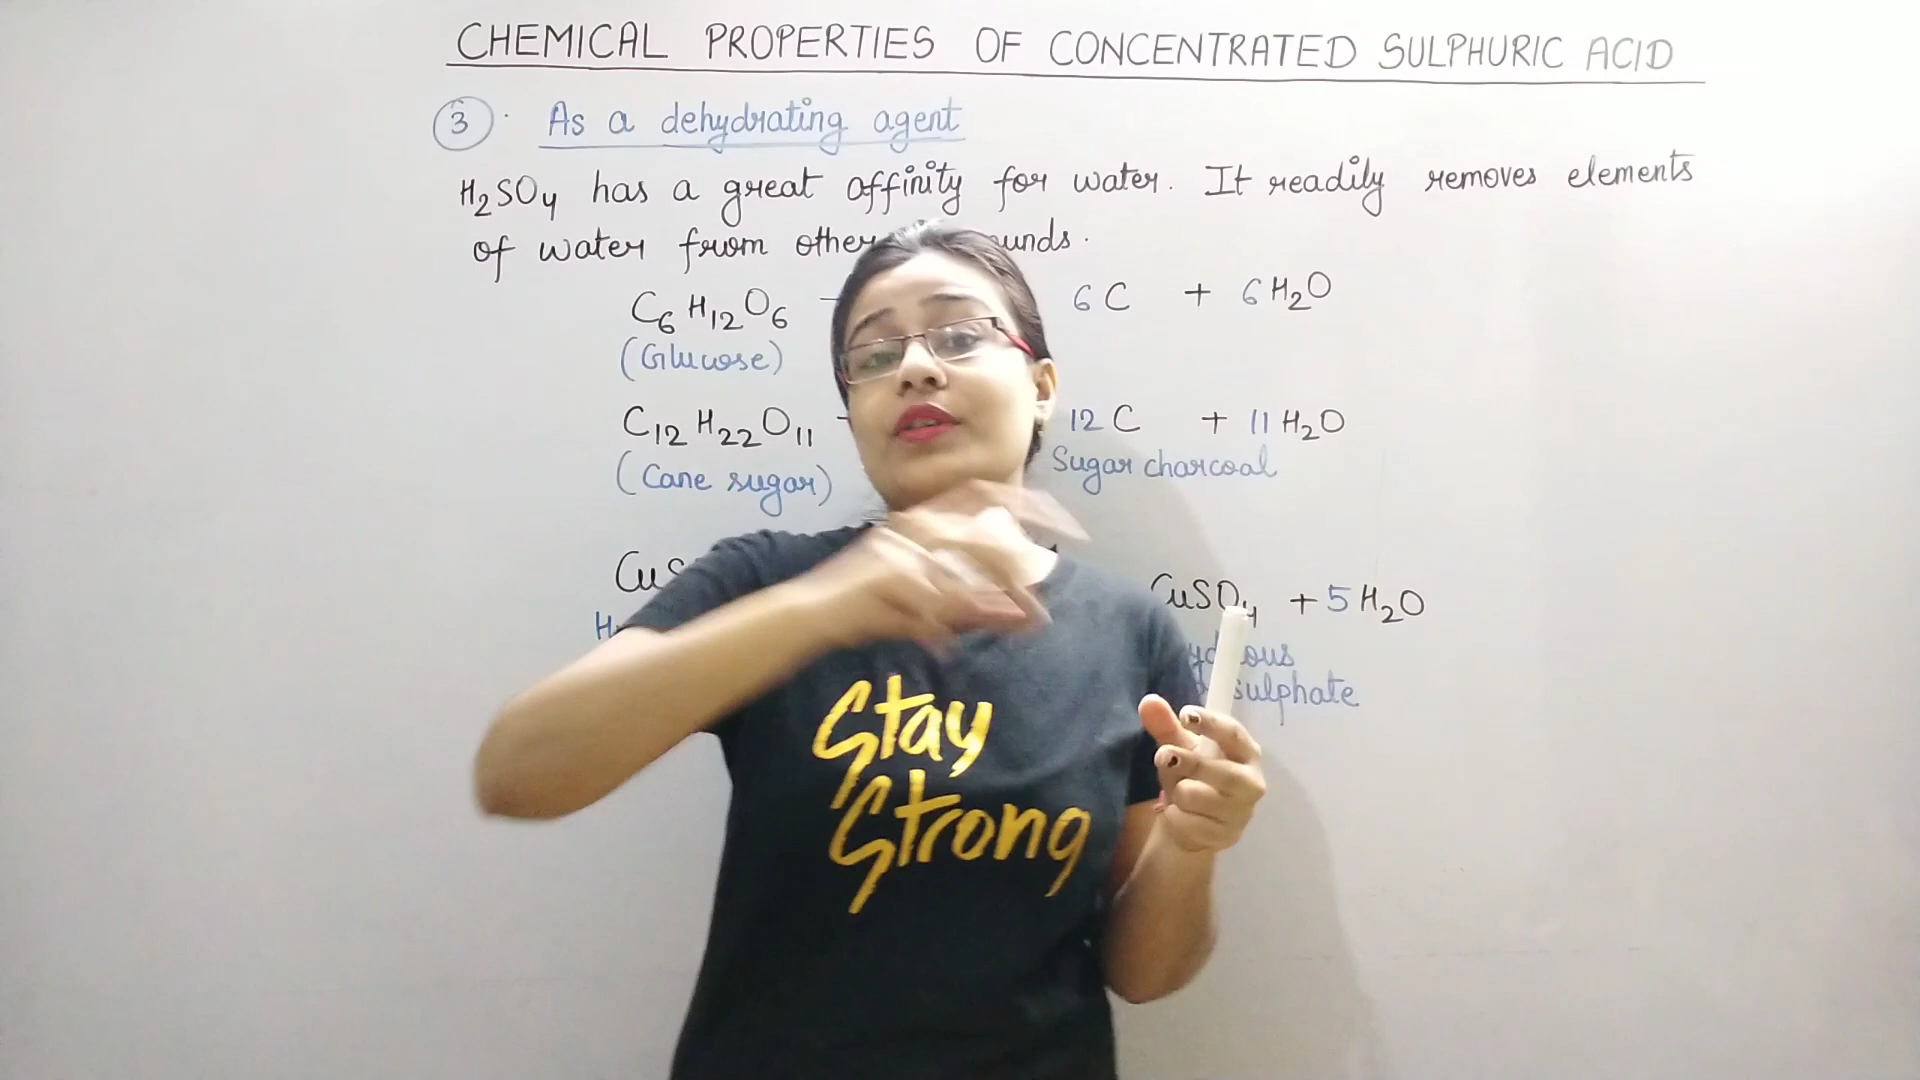 CHEMICAL PROPERTIES OF CONCENTRATED SULPHURIC ACID
3. As a dehydrating agent
H₂SO₄ has a great affinity for water. It readily removes elements
of water from other
C₆H₁₂O₆ 6C + 6H₂O
(Glucose)
C₁₂H₂₂O₁₁ 12C + 11H₂O
(Cane sugar) Sugar charcoal
CuSO₄ + 5H₂O
sulphate
Stay
Strong